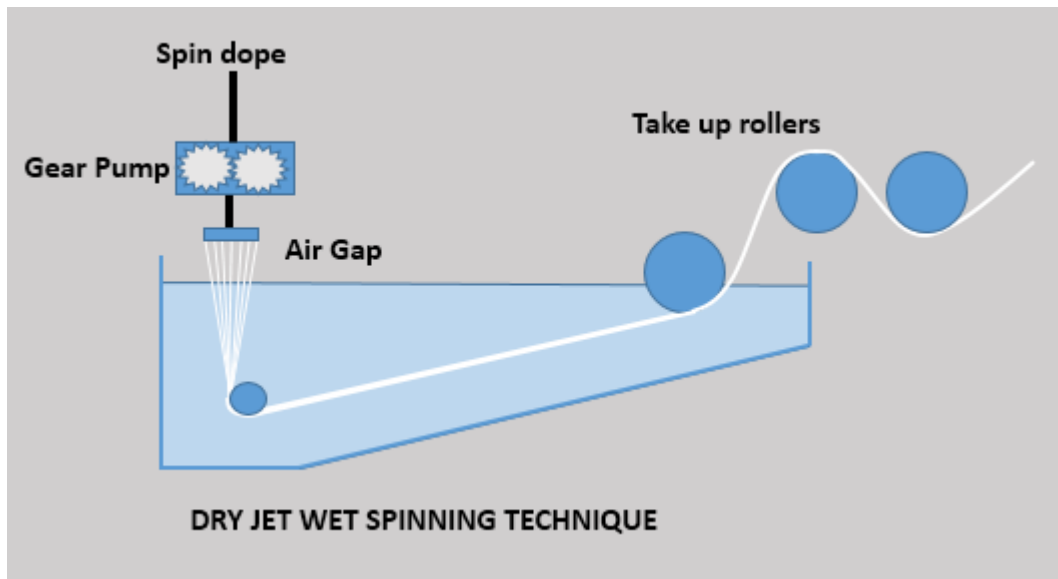 Spin dope
Take up rollers
Gear Pump
Air Gap
DRY JET WET SPINNING TECHNIQUE